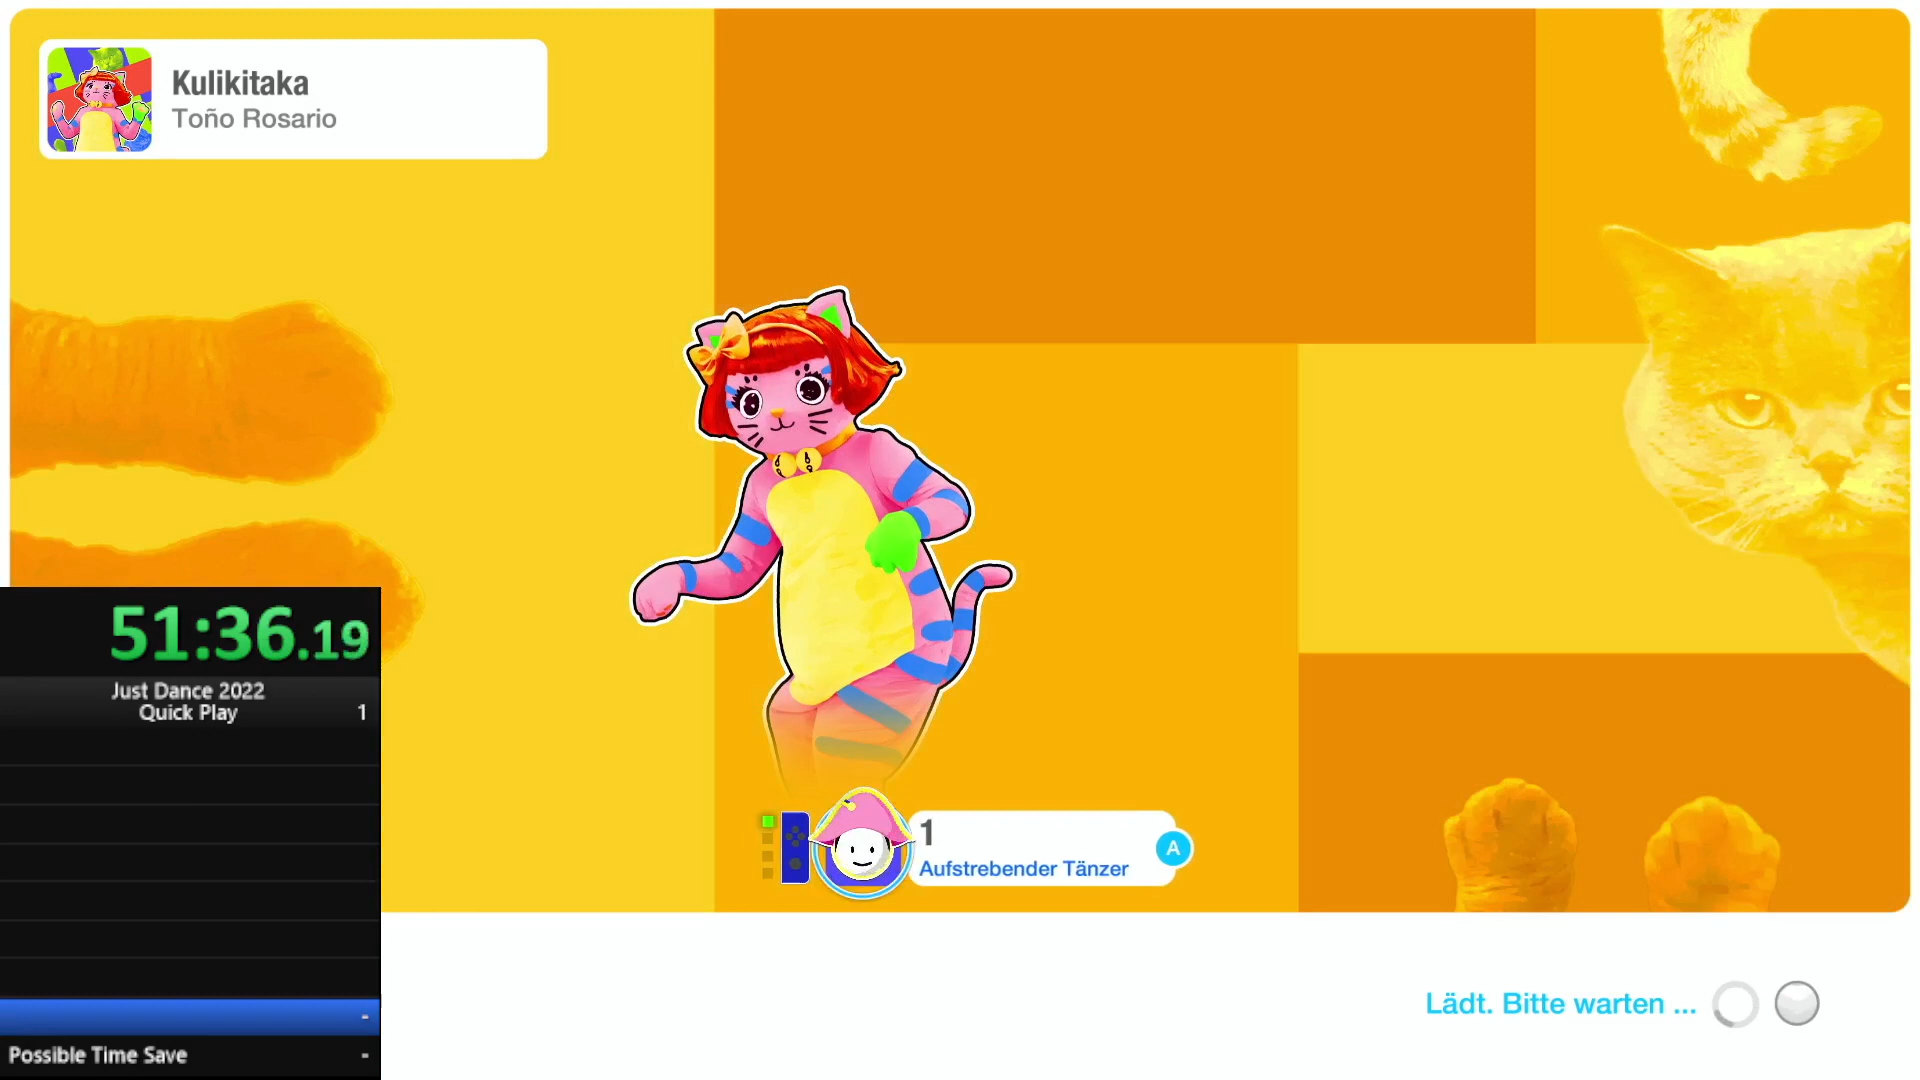 Kulikitaka
Toño Rosario
51:36.19
Just Dance 2022
Quick Play 1
-
Possible Time Save -
1
Aufstrebender Tänzer
A
Lädt. Bitte warten ...